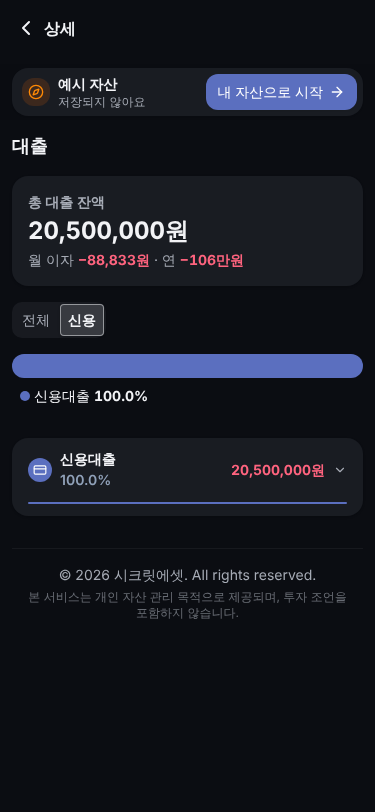 상세
예시 자산
저장되지 않아요
내 자산으로 시작
대출
총 대출 잔액
20,500,000원
월 이자 −88,833원 · 연 −106만원
전체 신용
신용대출 100.0%
신용대출
100.0%
20,500,000원
© 2026 시크릿에셋. All rights reserved.
본 서비스는 개인 자산 관리 목적으로 제공되며, 투자 조언을
포함하지 않습니다.